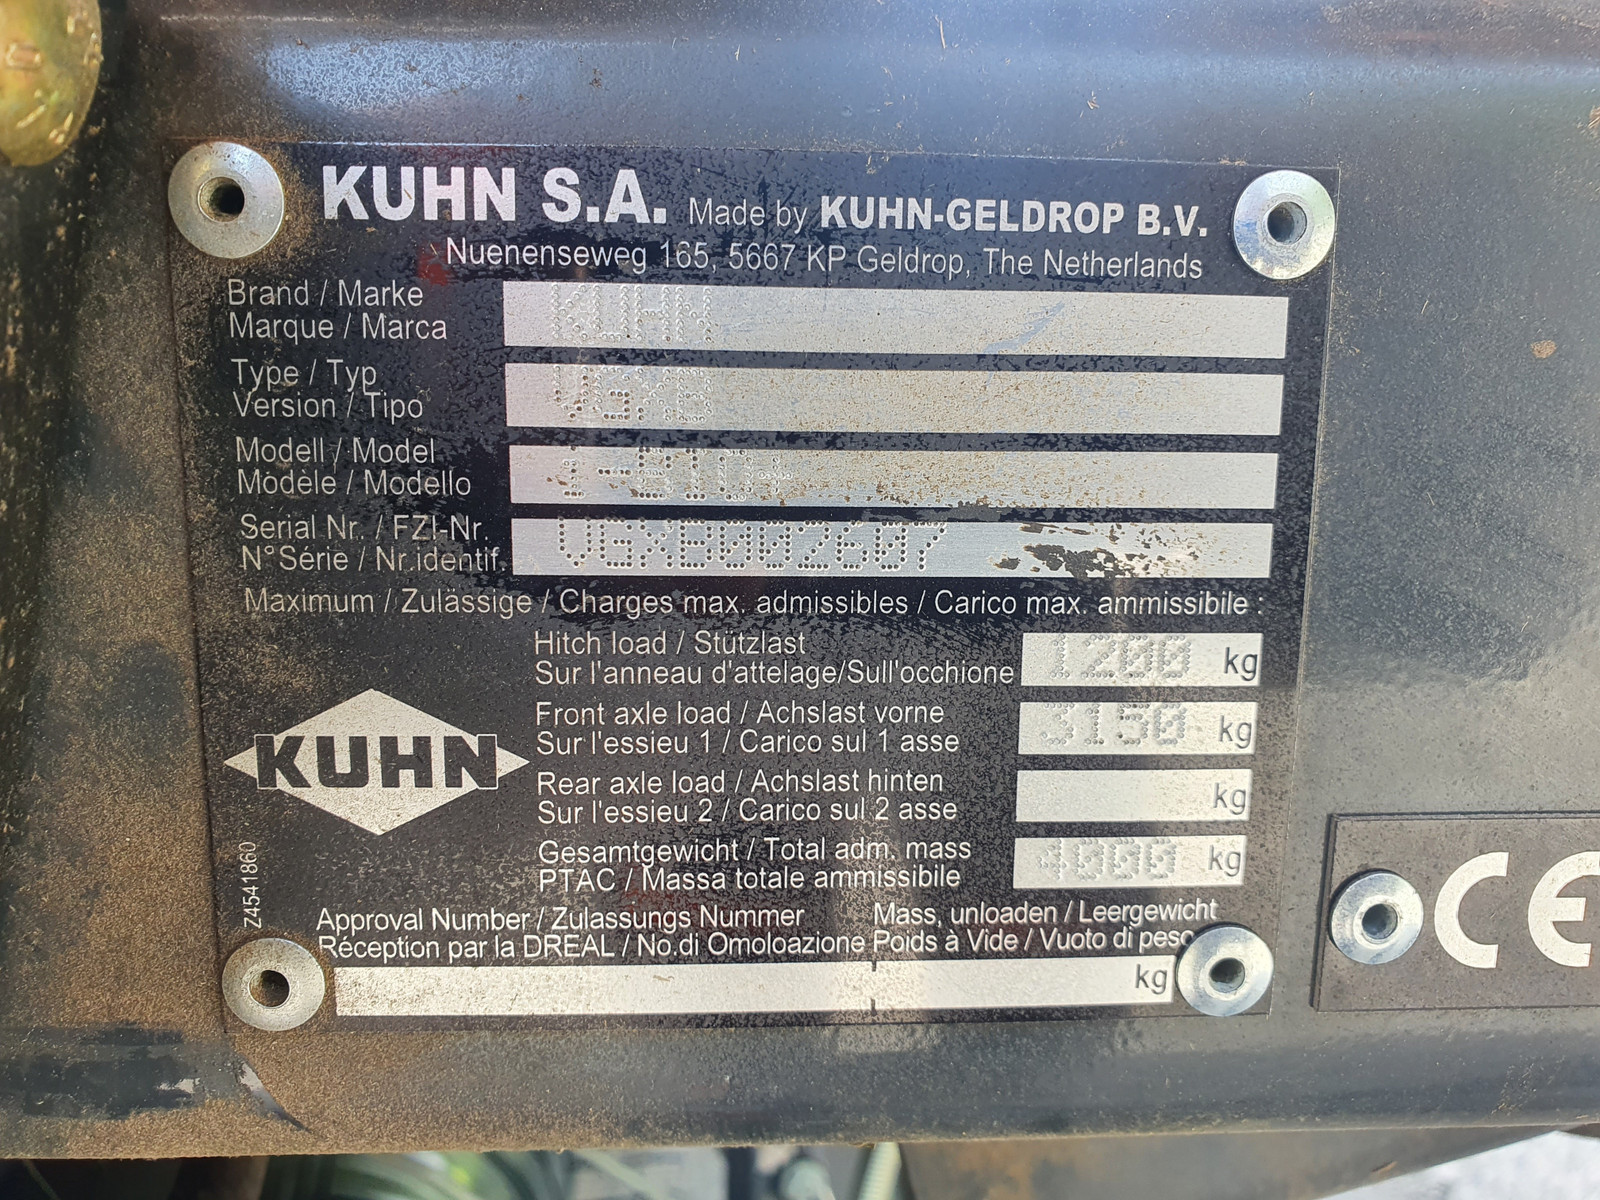 KUHN S.A. Made by KUHN-GELDROP B.V.
Nuenenseweg 165, 5667 KP Geldrop, The Netherlands
Brand / Marke
Marque / Marca
KUHN
Type / Typ
Version / Tipo
VGXB
Modell / Model
Modèle / Modello
Serial Nr. / FZI-Nr.
N°Série / Nr.identif.
VGXB002607
Maximum / Zulässige / Charges max. admissibles / Carico max. ammissibile :
Hitch load / Stützlast
Sur l'anneau d'attelage/Sull'occhione
1200 kg
Front axle load / Achslast vorne
Sur l'essieu 1 / Carico sul 1 asse
3150 kg
Rear axle load / Achslast hinten
Sur l'essieu 2 / Carico sul 2 asse
kg
Gesamtgewicht / Total adm. mass
PTAC / Massa totale ammissibile
4000 kg
KUHN
Z4541860
Approval Number / Zulassungs Nummer
Réception par la DREAL / No.di Omoloazione
Mass, unloaden / Leergewicht
Poids à Vide / Vuoto di peso
kg
CE